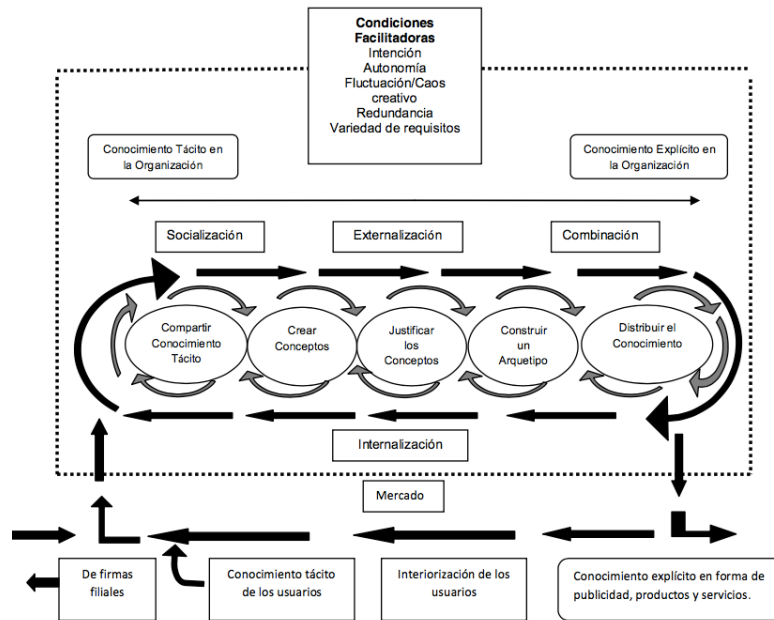 Condiciones
Facilitadoras
Intención
Autonomía
Fluctuación/Caos
creativo
Redundancia
Variedad de requisitos
Conocimiento Tácito en
la Organización
Conocimiento Explícito en
la Organización
Socialización
Externalización
Combinación
Compartir
Conocimiento
Tácito
Crear
Conceptos
Justificar
los
Conceptos
Construir
un
Arquetipo
Distribuir el
Conocimiento
Internalización
Mercado
De firmas
filiales
Conocimiento tácito
de los usuarios
Interiorización de los
usuarios
Conocimiento explícito en forma de
publicidad, productos y servicios.